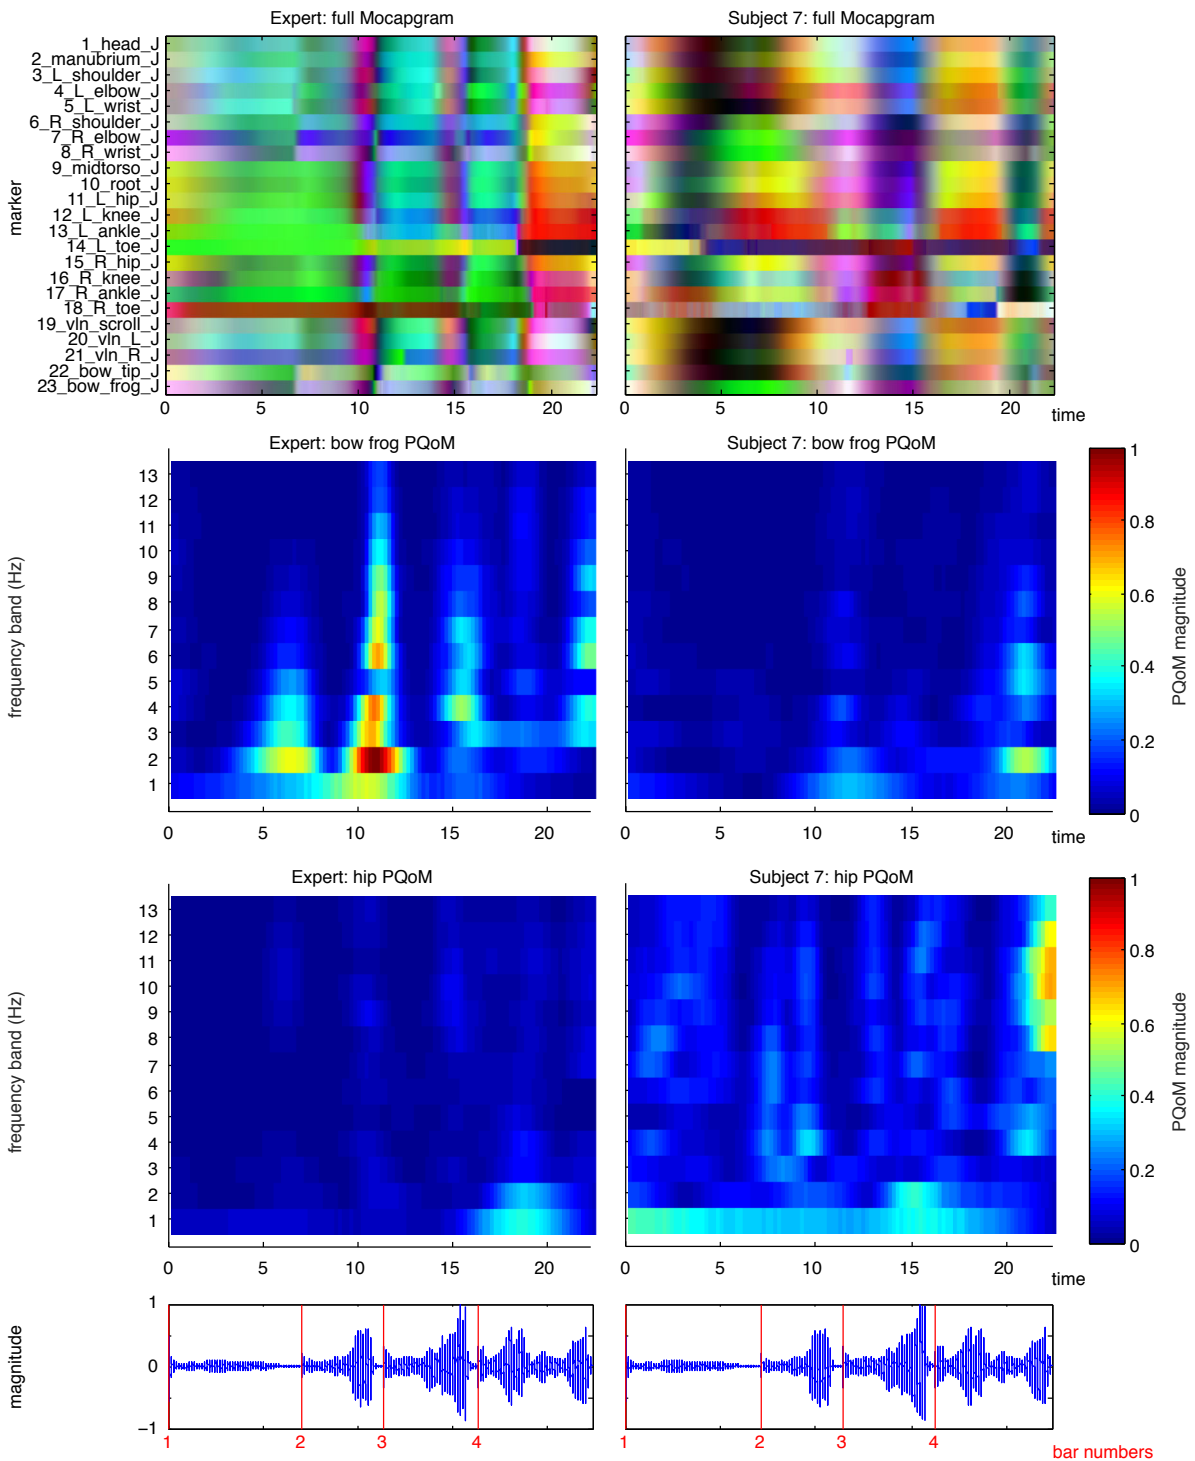 Expert: full Mocapgram
Subject 7: full Mocapgram
marker
1_head_J
2_manubrium_J
3_L_shoulder_J
4_L_elbow_J
5_L_wrist_J
6_R_shoulder_J
7_R_elbow_J
8_R_wrist_J
9_midtorso_J
10_root_J
11_L_hip_J
12_L_knee_J
13_L_ankle_J
14_L_toe_J
15_R_hip_J
16_R_knee_J
17_R_ankle_J
18_R_toe_J
19_vln_scroll_J
20_vln_L_J
21_vln_R_J
22_bow_tip_J
23_bow_frog_J
0 5 10 15 20
0 5 10 15 20
time
Expert: bow frog PQoM
Subject 7: bow frog PQoM
frequency band (Hz)
13
12
11
10
9
8
7
6
5
4
3
2
1
0 5 10 15 20
0 5 10 15 20
time
1
0.8
0.6
0.4
0.2
0
PQoM magnitude
Expert: hip PQoM
Subject 7: hip PQoM
frequency band (Hz)
13
12
11
10
9
8
7
6
5
4
3
2
1
0 5 10 15 20
0 5 10 15 20
time
1
0.8
0.6
0.4
0.2
0
PQoM magnitude
magnitude
1
0
−1
1 2 3 4
1 2 3 4
bar numbers